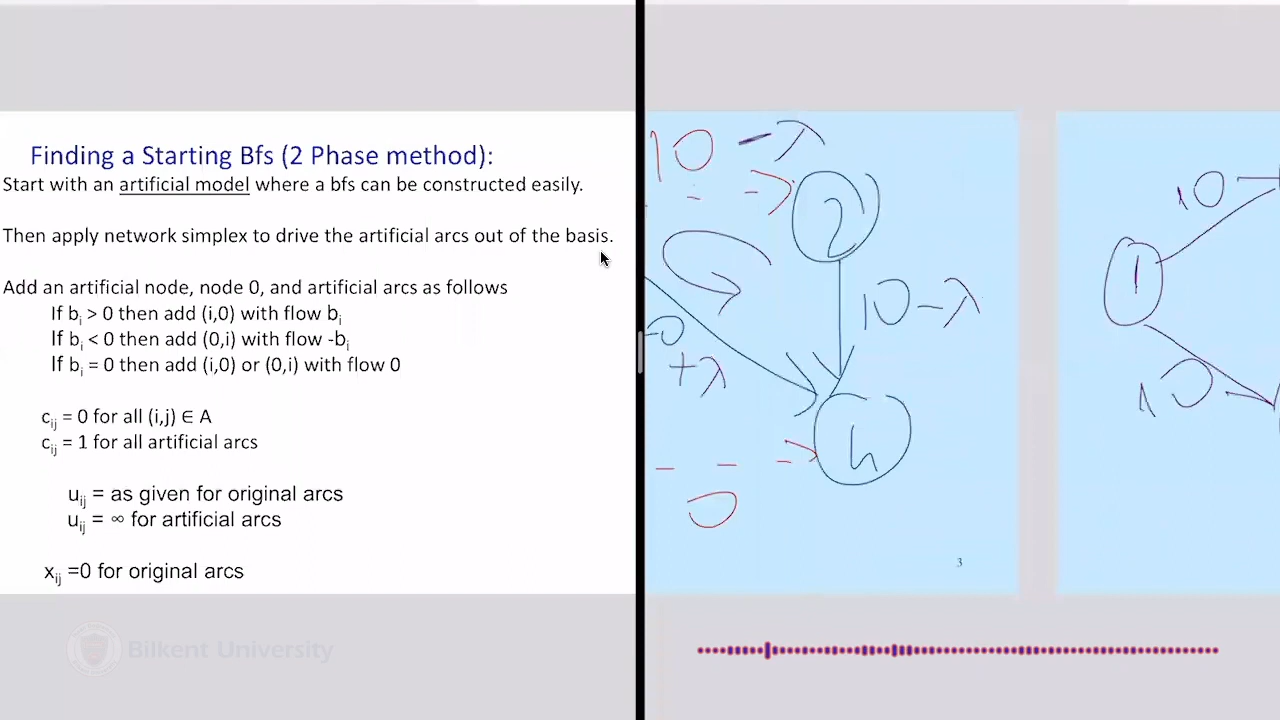 Finding a Starting Bfs (2 Phase method):
Start with an artificial model where a bfs can be constructed easily.
Then apply network simplex to drive the artificial arcs out of the basis.
Add an artificial node, node 0, and artificial arcs as follows
If bi > 0 then add (i,0) with flow bi
If bi < 0 then add (0,i) with flow -bi
If bi = 0 then add (i,0) or (0,i) with flow 0
cij = 0 for all (i,j) ∈ A
cij = 1 for all artificial arcs
uij = as given for original arcs
uij = ∞ for artificial arcs
xij =0 for original arcs
Bilkent University
10 - λ
2
10 - λ
0
+λ
4
0
3
10
1
10